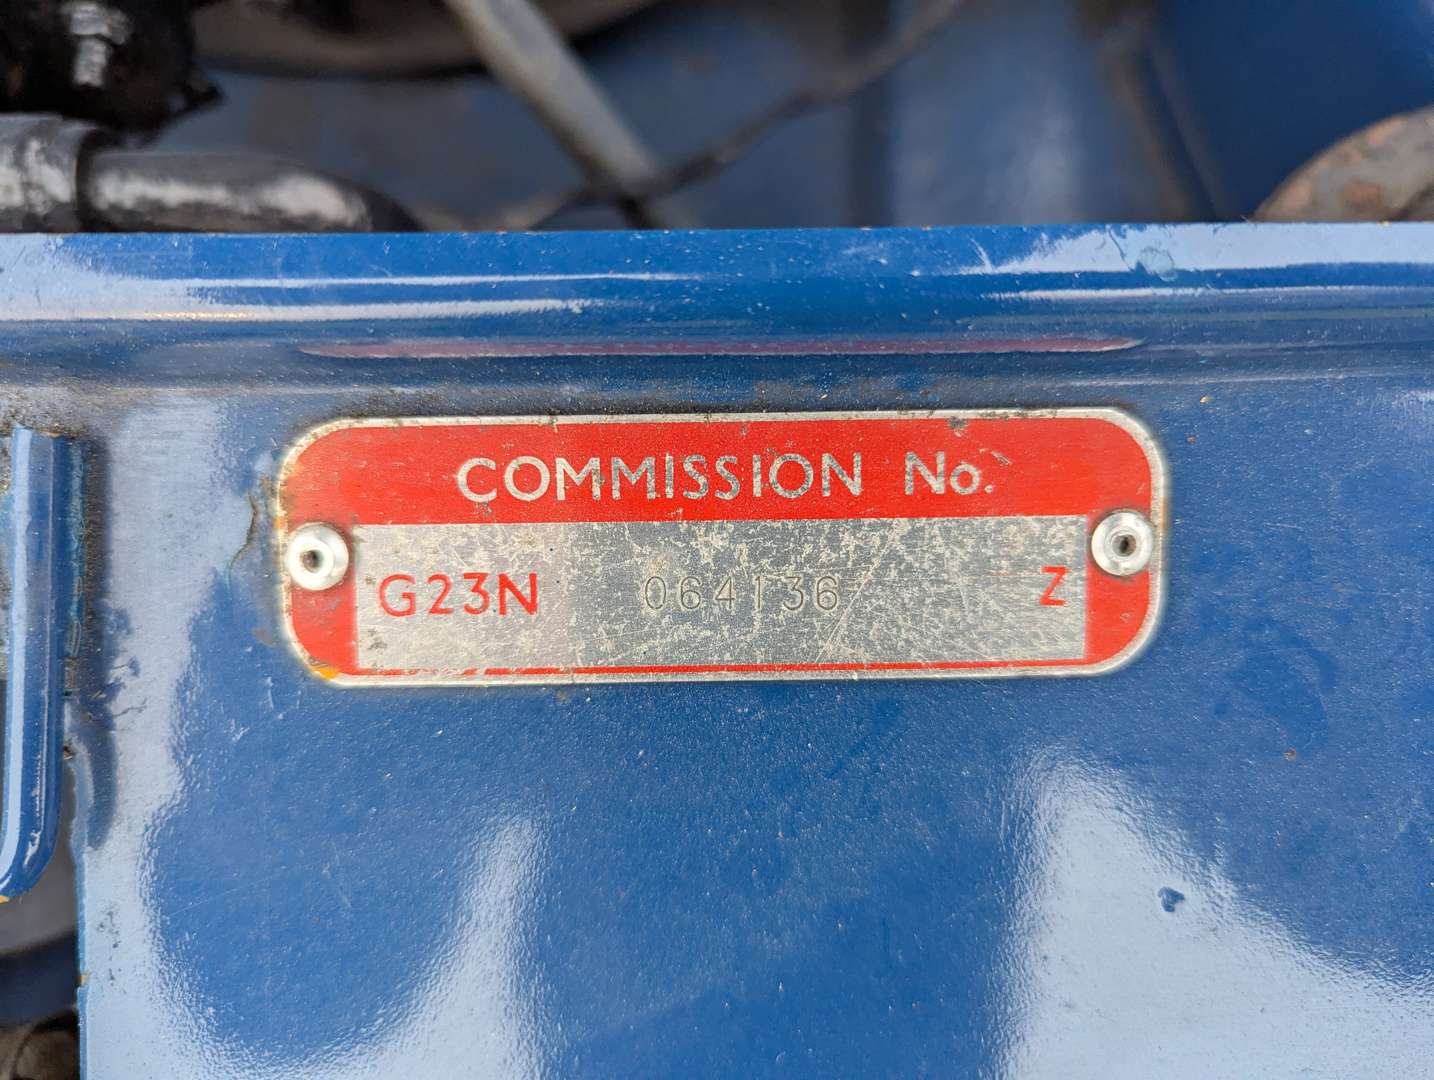 COMMISSION No.
G23N 064136 Z